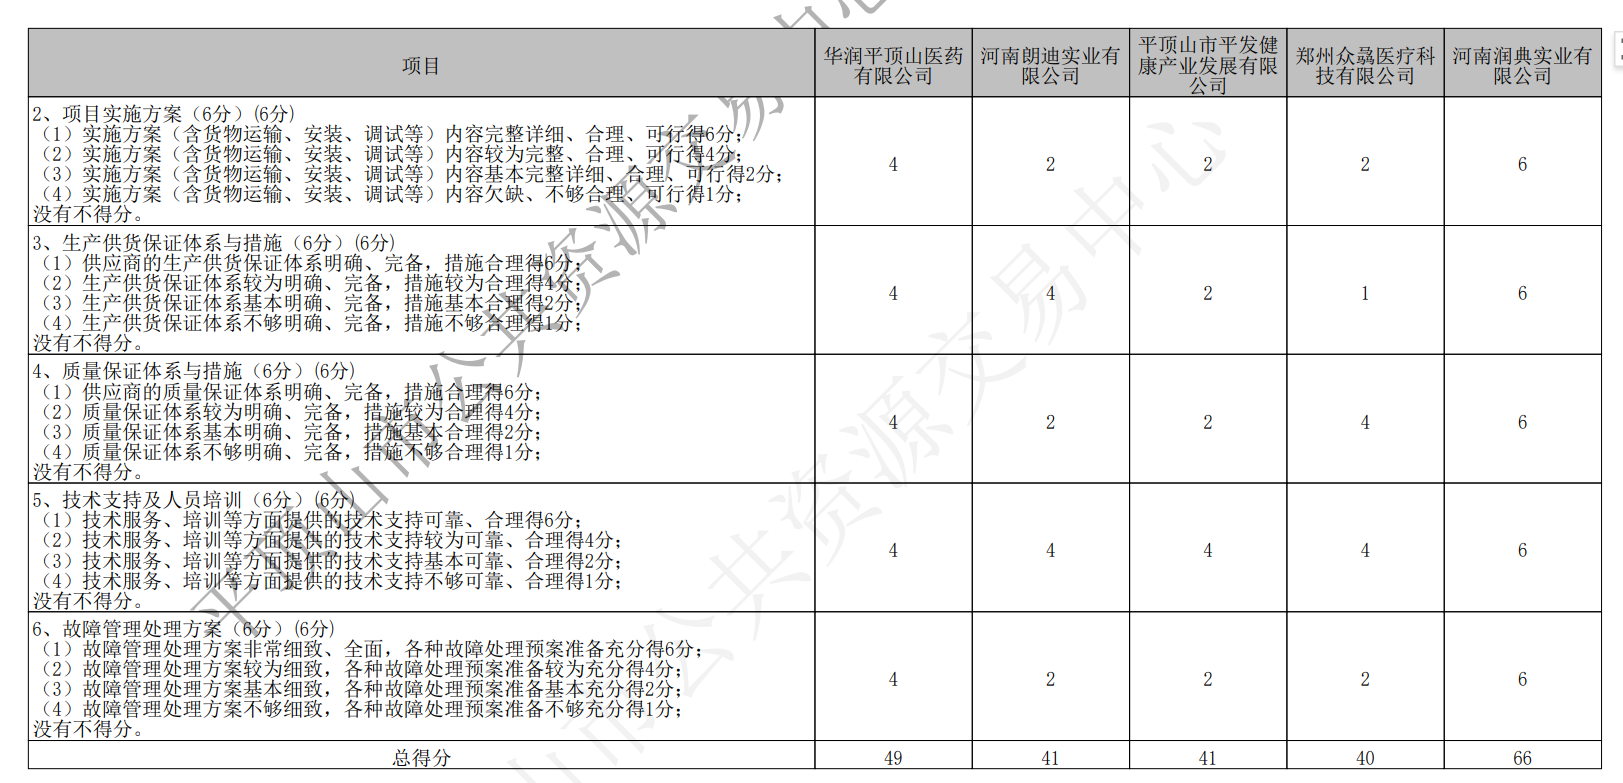 项目
华润平顶山医药
有限公司
河南朗迪实业有
限公司
平顶山市平发健
康产业发展有限
公司
郑州众骉医疗科
技有限公司
河南润典实业有
限公司
2、项目实施方案（6分）(6分)
（1）实施方案（含货物运输、安装、调试等）内容完整详细、合理、可行得6分；
（2）实施方案（含货物运输、安装、调试等）内容较为完整、合理、可行得4分；
（3）实施方案（含货物运输、安装、调试等）内容基本完整详细、合理、可行得2分；
（4）实施方案（含货物运输、安装、调试等）内容欠缺、不够合理、可行得1分；
没有不得分。
4 2 2 2 6
3、生产供货保证体系与措施（6分）(6分)
（1）供应商的生产供货保证体系明确、完备，措施合理得6分；
（2）生产供货保证体系较为明确、完备，措施较为合理得4分；
（3）生产供货保证体系基本明确、完备，措施基本合理得2分；
（4）生产供货保证体系不够明确、完备，措施不够合理得1分；
没有不得分。
4 4 2 1 6
4、质量保证体系与措施（6分）(6分)
（1）供应商的质量保证体系明确、完备，措施合理得6分；
（2）质量保证体系较为明确、完备，措施较为合理得4分；
（3）质量保证体系基本明确、完备，措施基本合理得2分；
（4）质量保证体系不够明确、完备，措施不够合理得1分；
没有不得分。
4 2 2 4 6
5、技术支持及人员培训（6分）(6分)
（1）技术服务、培训等方面提供的技术支持可靠、合理得6分；
（2）技术服务、培训等方面提供的技术支持较为可靠、合理得4分；
（3）技术服务、培训等方面提供的技术支持基本可靠、合理得2分；
（4）技术服务、培训等方面提供的技术支持不够可靠、合理得1分；
没有不得分。
4 4 4 4 6
6、故障管理处理方案（6分）(6分)
（1）故障管理处理方案非常细致、全面，各种故障处理预案准备充分得6分；
（2）故障管理处理方案较为细致，各种故障处理预案准备较为充分得4分；
（3）故障管理处理方案基本细致，各种故障处理预案准备基本充分得2分；
（4）故障管理处理方案不够细致，各种故障处理预案准备不够充分得1分；
没有不得分。
4 2 2 2 6
总得分 49 41 41 40 66
平顶山市公共资源交易中心
山市公共资源交易中心